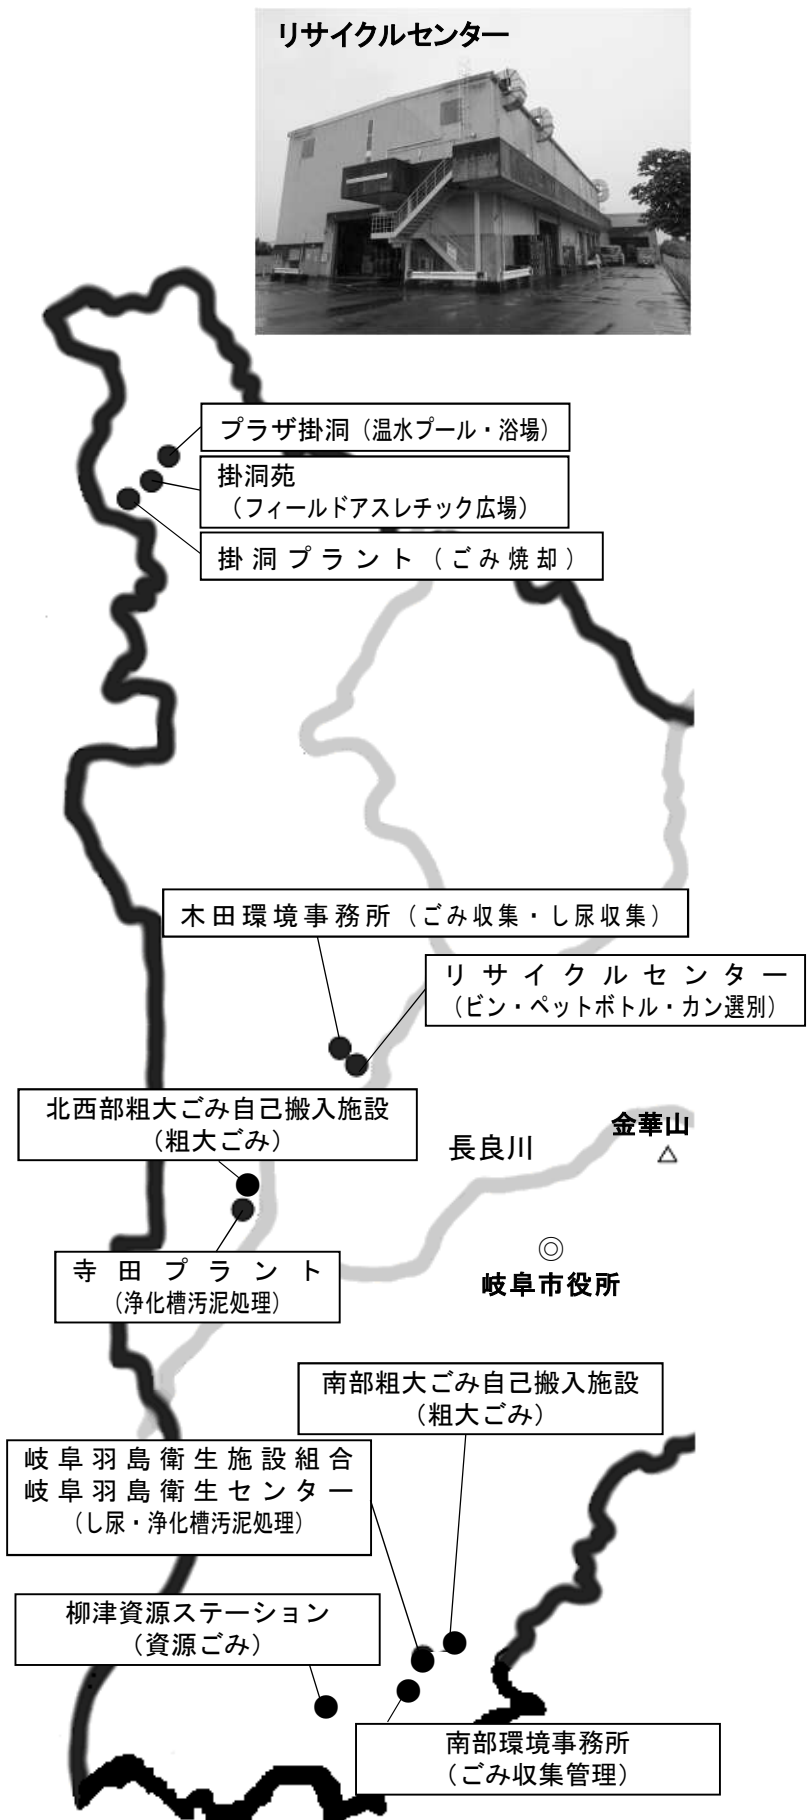 リサイクルセンター
プラザ掛洞（温水プール・浴場）
掛洞苑
（フィールドアスレチック広場）
掛洞プラント（ごみ焼却）
木田環境事務所（ごみ収集・し尿収集）
リサイクルセンター
（ビン・ペットボトル・カン選別）
北西部粗大ごみ自己搬入施設
（粗大ごみ）
長良川
金華山
寺田プラント
（浄化槽汚泥処理）
岐阜市役所
南部粗大ごみ自己搬入施設
（粗大ごみ）
岐阜羽島衛生施設組合
岐阜羽島衛生センター
（し尿・浄化槽汚泥処理）
柳津資源ステーション
（資源ごみ）
南部環境事務所
（ごみ収集管理）